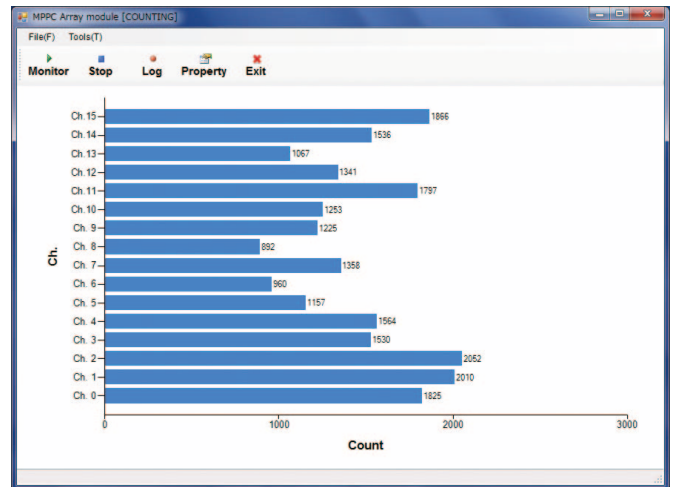 MPPC Array module [COUNTING]
File(F) Tools(T)
Monitor Stop Log Property Exit
Ch.15 1866
Ch.14 1536
Ch.13 1067
Ch.12 1341
Ch.11 1797
Ch.10 1253
Ch. 9 1225
Ch. 8 892
Ch. 7 1358
Ch. 6 960
Ch. 5 1157
Ch. 4 1564
Ch. 3 1530
Ch. 2 2052
Ch. 1 2010
Ch. 0 1825
Ch.
0 1000 2000 3000
Count